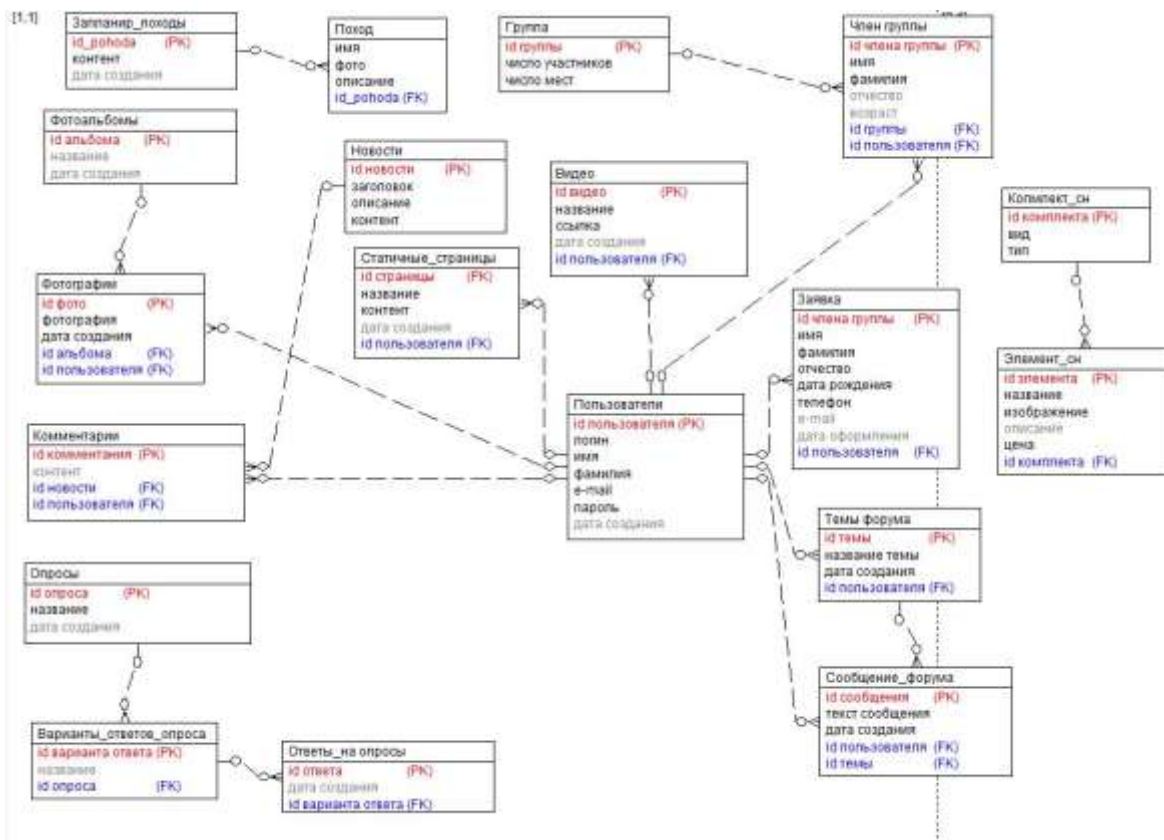 [1,1]
Заппанир_походы
id_pohoda (PK)
контент
дата создания
Поход
имя
фото
описание
id_pohoda (FK)
Группа
id группы (PK)
число участников
число мест
Член группы
id члена группы (PK)
имя
фамилия
отчество
возраст
id группы (FK)
id пользователя (FK)
Фотоальбомы
id альбома (PK)
название
дата создания
Новости
id новости (PK)
заголовок
описание
контент
Видео
id видео (PK)
название
ссылка
дата создания
id пользователя (FK)
Копмлект_сн
id комплекта (PK)
вид
тип
Статичные_страницы
id страницы (PK)
название
контент
дата создания
id пользователя (FK)
Фотографии
id фото (PK)
фотография
дата создания
id альбома (FK)
id пользователя (FK)
Заявка
id члена группы (PK)
имя
фамилия
отчество
дата рождения
телефон
e-mail
дата оформления
id пользователя (FK)
Элемент_сн
id элемента (PK)
название
изображение
описание
цена
id комплекта (FK)
Пользователи
id пользователя (PK)
логин
имя
фамилия
e-mail
пароль
дата создания
Комментарии
id комментания (PK)
контент
id новости (FK)
id пользователя (FK)
Темы форума
id темы (PK)
название темы
дата создания
id пользователя (FK)
Опросы
id опроса (PK)
название
дата создания
Сообщение_форума
id сообщения (PK)
текст сообщения
дата создания
id пользователя (FK)
id темы (FK)
Варианты_ответов_опроса
id варианта ответа (PK)
название
id опроса (FK)
Ответы_на опросы
id ответа (PK)
дата создания
id варианта ответа (FK)